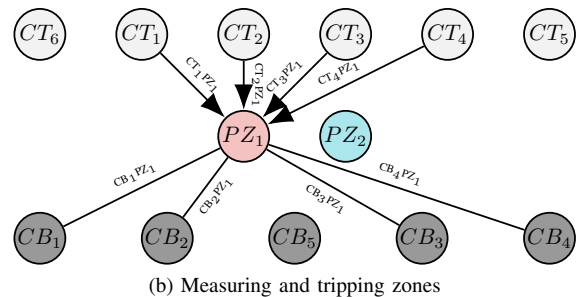 CT₆ CT₁ CT₂ CT₃ CT₄ CT₅
CT₁PZ₁ CT₂PZ₁ CT₃PZ₁ CT₄PZ₁
PZ₁ PZ₂
CB₁PZ₁ CB₂PZ₁ CB₃PZ₁ CB₄PZ₁
CB₁ CB₂ CB₅ CB₃ CB₄
(b) Measuring and tripping zones